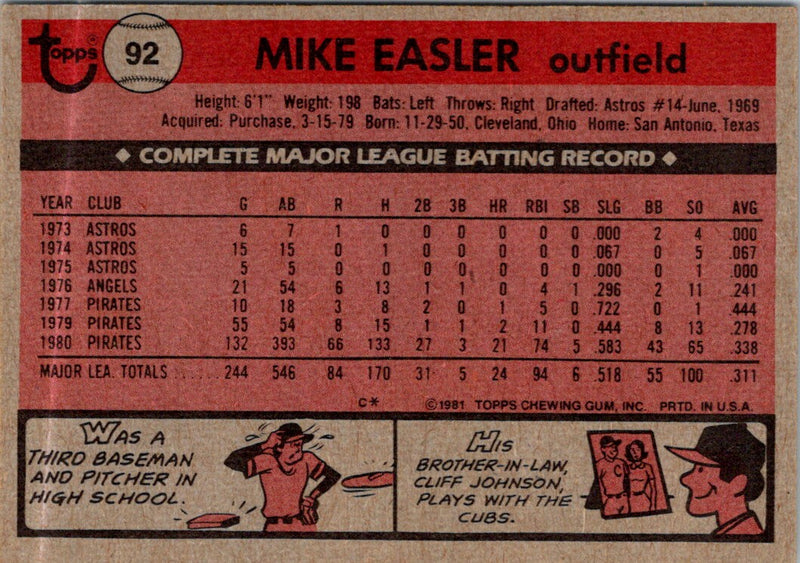 topps® 92 MIKE EASLER outfield
Height: 6'1" Weight: 198 Bats: Left Throws: Right Drafted: Astros #14-June, 1969
Acquired: Purchase, 3-15-79 Born: 11-29-50, Cleveland, Ohio Home: San Antonio, Texas
◆ COMPLETE MAJOR LEAGUE BATTING RECORD ◆
YEAR CLUB G AB R H 2B 3B HR RBI SB SLG BB SO AVG
1973 ASTROS 6 7 1 0 0 0 0 0 0 .000 2 4 .000
1974 ASTROS 15 15 0 1 0 0 0 0 0 .067 0 5 .067
1975 ASTROS 5 5 0 0 0 0 0 0 0 .000 0 1 .000
1976 ANGELS 21 54 6 13 1 1 0 4 1 .296 2 11 .241
1977 PIRATES 10 18 3 8 2 0 1 5 0 .722 0 1 .444
1979 PIRATES 55 54 8 15 1 1 2 11 0 .444 8 13 .278
1980 PIRATES 132 393 66 133 27 3 21 74 5 .583 43 65 .338
MAJOR LEA. TOTALS ...... 244 546 84 170 31 5 24 94 6 .518 55 100 .311
C* ©1981 TOPPS CHEWING GUM, INC. PRTD. IN U.S.A.
WAS A
THIRD BASEMAN
AND PITCHER IN
HIGH SCHOOL.
HIS
BROTHER-IN-LAW,
CLIFF JOHNSON,
PLAYS WITH THE
CUBS.